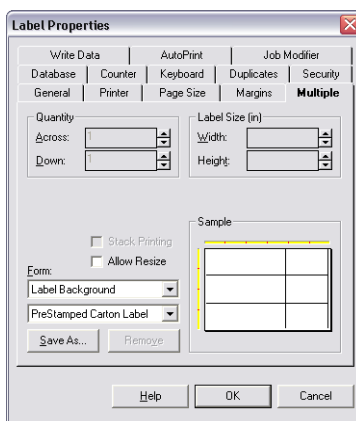 Label Properties
Write Data AutoPrint Job Modifier
Database Counter Keyboard Duplicates Security
General Printer Page Size Margins Multiple
Quantity Label Size (in)
Across: 1 Width:
Down: 1 Height:
Sample
Stack Printing
Allow Resize
Form:
Label Background
PreStamped Carton Label
Save As... Remove
Help OK Cancel